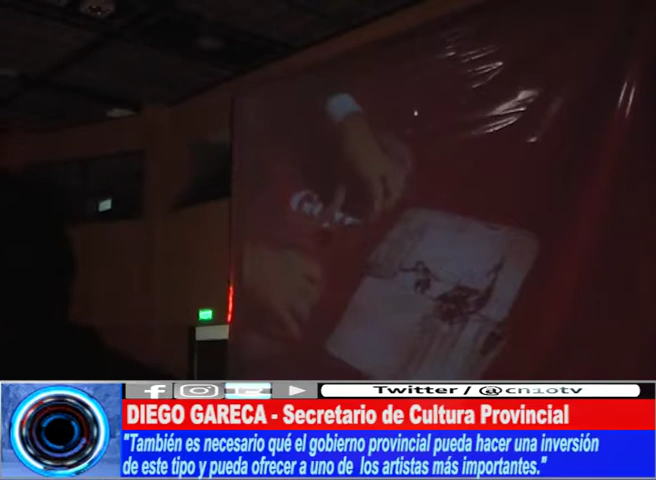 Twitter / @cn10tv
DIEGO GARECA - Secretario de Cultura Provincial
"También es necesario qué el gobierno provincial pueda hacer una inversión
de este tipo y pueda ofrecer a uno de los artistas más importantes."